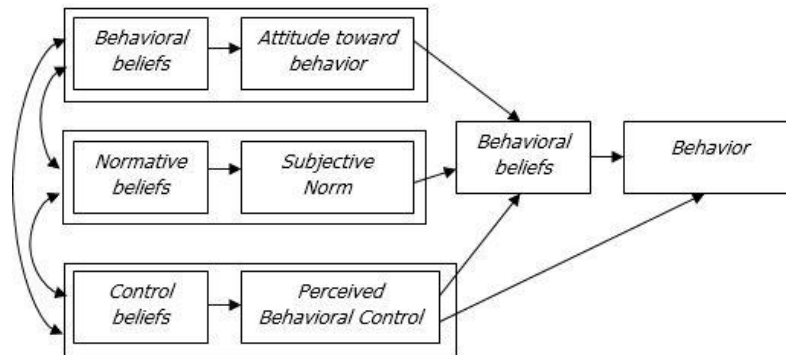 Behavioral
beliefs
Attitude toward
behavior
Normative
beliefs
Subjective
Norm
Behavioral
beliefs
Behavior
Control
beliefs
Perceived
Behavioral Control